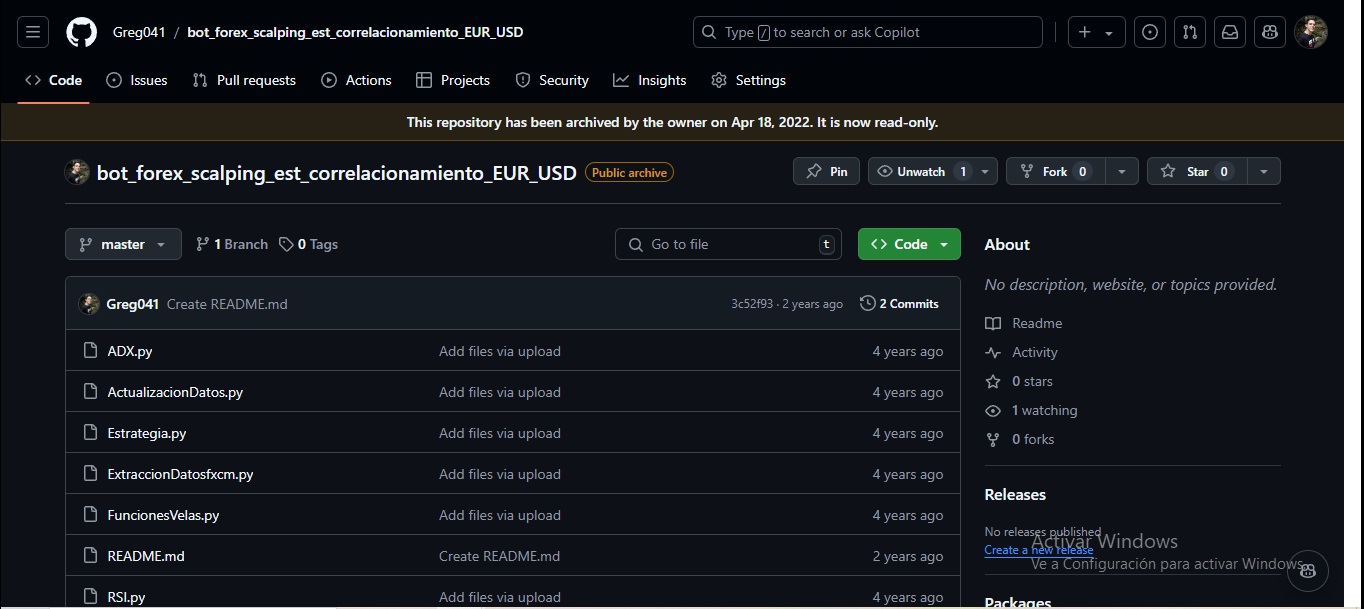 Greg041 / bot_forex_scalping_est_correlacionamiento_EUR_USD
Type / to search or ask Copilot
Code
Issues
Pull requests
Actions
Projects
Security
Insights
Settings
This repository has been archived by the owner on Apr 18, 2022. It is now read-only.
bot_forex_scalping_est_correlacionamiento_EUR_USD Public archive
Pin
Unwatch 1
Fork 0
Star 0
master
1 Branch
0 Tags
Go to file t
Code
Greg041 Create README.md 3c52f93 · 2 years ago 2 Commits
ADX.py Add files via upload 4 years ago
ActualizacionDatos.py Add files via upload 4 years ago
Estrategia.py Add files via upload 4 years ago
ExtraccionDatosfxcm.py Add files via upload 4 years ago
FuncionesVelas.py Add files via upload 4 years ago
README.md Create README.md 2 years ago
RSI.py Add files via upload 4 years ago
About
No description, website, or topics provided.
Readme
Activity
0 stars
1 watching
0 forks
Releases
No releases published
Create a new release
Packages
Activar Windows
Ve a Configuración para activar Windows.